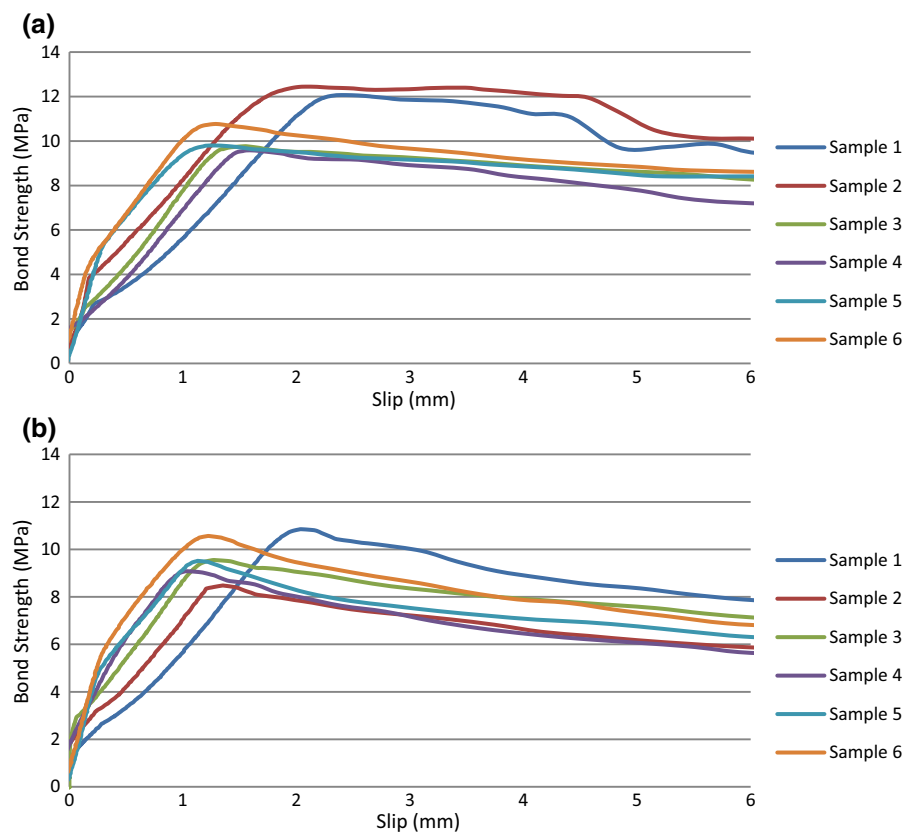 (a)
14
12
10
8
6
4
2
0
Bond Strength (MPa)
0 1 2 3 4 5 6
Slip (mm)
Sample 1
Sample 2
Sample 3
Sample 4
Sample 5
Sample 6
(b)
14
12
10
8
6
4
2
0
Bond Strength (MPa)
0 1 2 3 4 5 6
Slip (mm)
Sample 1
Sample 2
Sample 3
Sample 4
Sample 5
Sample 6